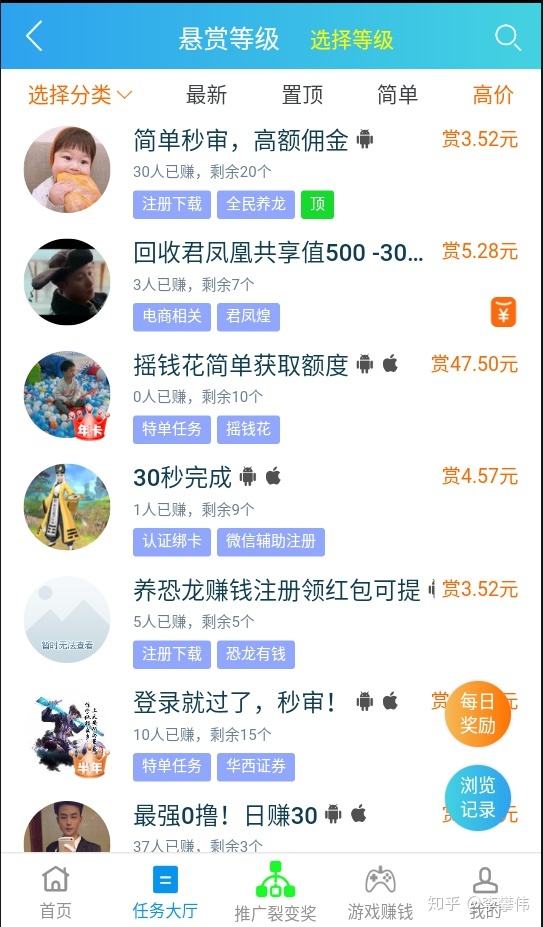 悬赏等级 选择等级
选择分类 最新 置顶 简单 高价
简单秒审，高额佣金 赏3.52元
30人已赚，剩余20个
注册下载 全民养龙 顶
回收君凤凰共享值500 -30... 赏5.28元
3人已赚，剩余7个
电商相关 君凤煌
¥
摇钱花简单获取额度 赏47.50元
0人已赚，剩余10个
年卡
特单任务 摇钱花
30秒完成 赏4.57元
1人已赚，剩余9个
认证绑卡 微信辅助注册
养恐龙赚钱注册领红包可提 赏3.52元
5人已赚，剩余5个
暂时无法查看
注册下载 恐龙有钱
登录就过了，秒审！ 赏 元
每日
奖励
10人已赚，剩余15个
半年
特单任务 华西证券
浏览
记录
最强0撸！日赚30 元
37人已赚，剩余3个
首页 任务大厅 推广裂变奖 游戏赚钱 我的
知乎